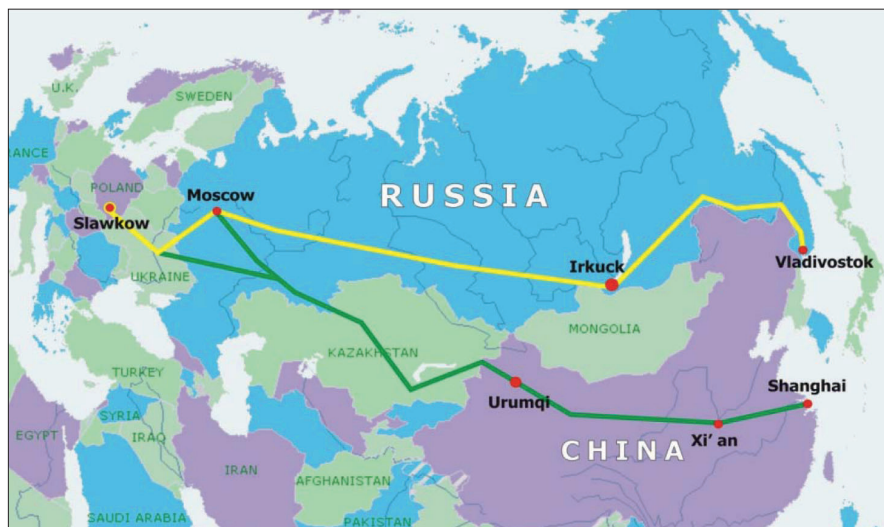 U.K.
SWEDEN
RANCE
POLAND
Moscow
RUSSIA
Slawkow
UKRAINE
Irkuck
Vladivostok
MONGOLIA
KAZAKHSTAN
TURKEY
Urumqi
Shanghai
SYRIA
EGYPT
IRAQ
IRAN
Xi' an
CHINA
AFGHANISTAN
PAKISTAN
SAUDI ARABIA